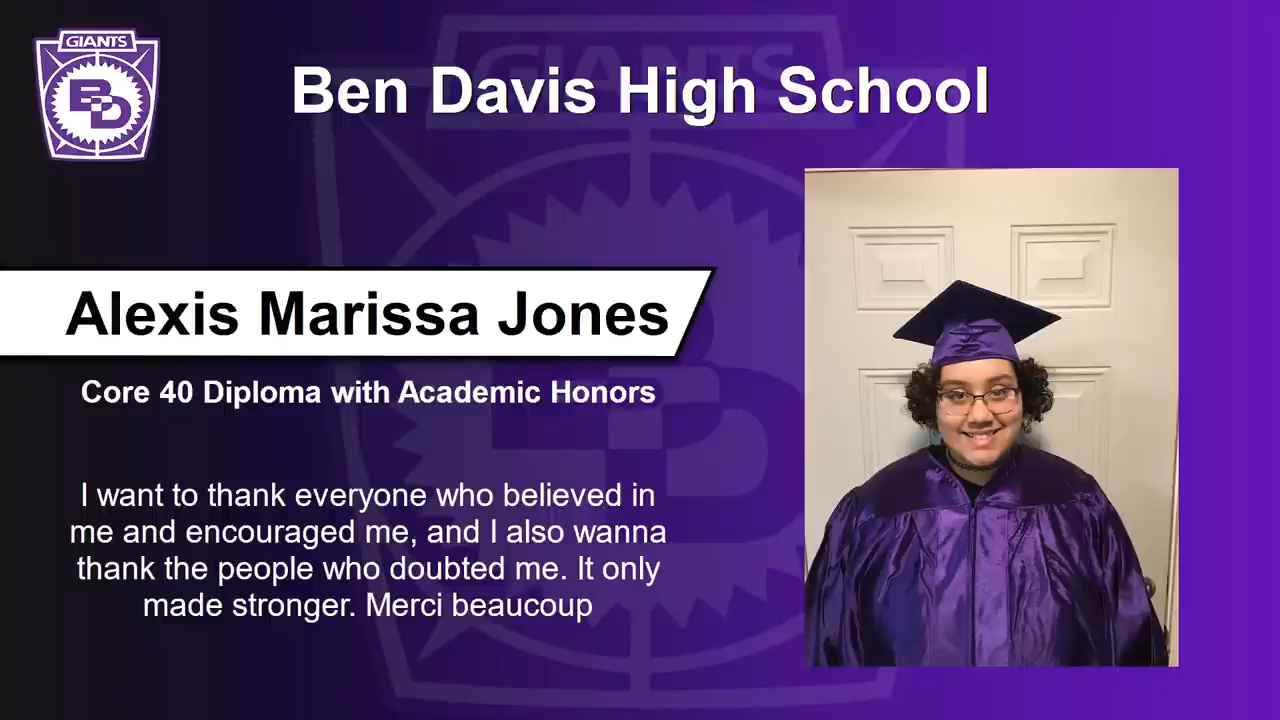 GIANTS
BD
Ben Davis High School
GIANTS
Alexis Marissa Jones
Core 40 Diploma with Academic Honors
I want to thank everyone who believed in
me and encouraged me, and I also wanna
thank the people who doubted me. It only
made stronger. Merci beaucoup